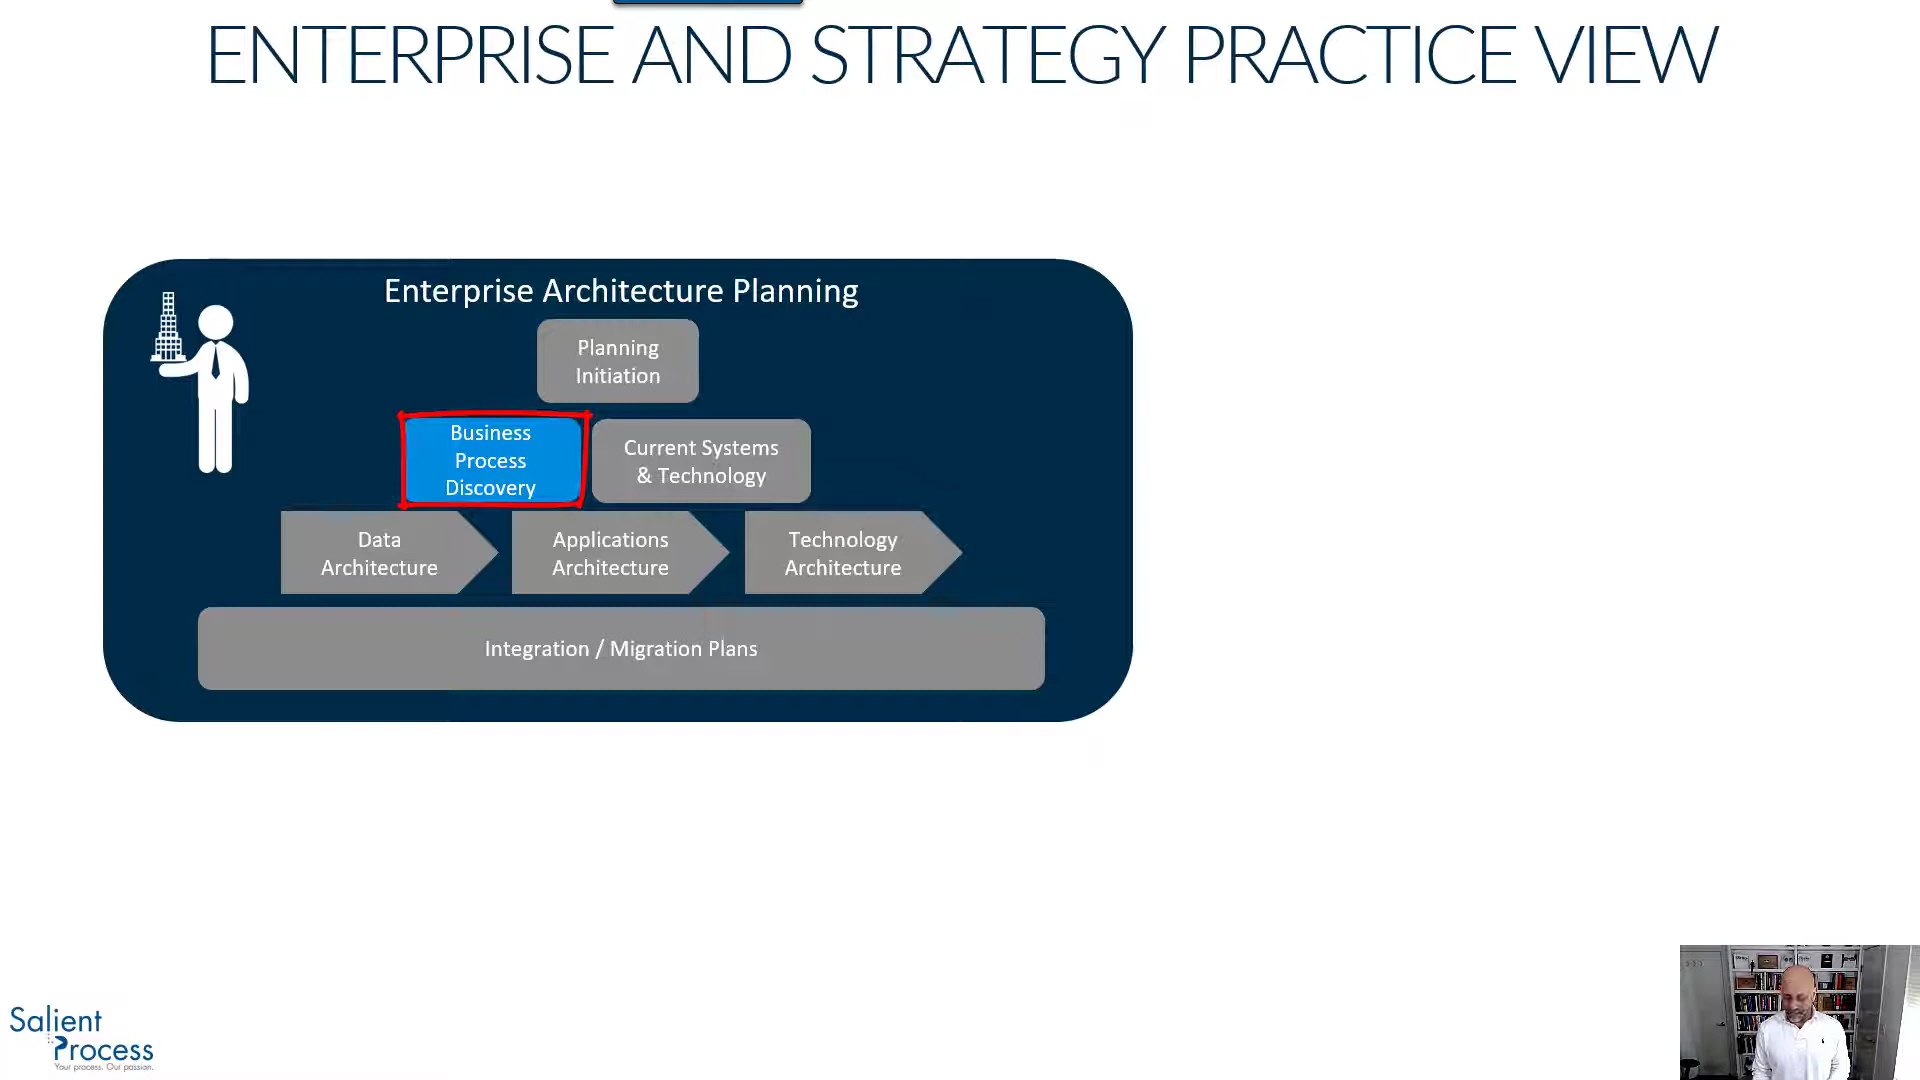 ENTERPRISE AND STRATEGY PRACTICE VIEW
Enterprise Architecture Planning
Planning
Initiation
Business
Process
Discovery
Current Systems
& Technology
Data
Architecture
Applications
Architecture
Technology
Architecture
Integration / Migration Plans
Salient
Process
Your process. Our passion.